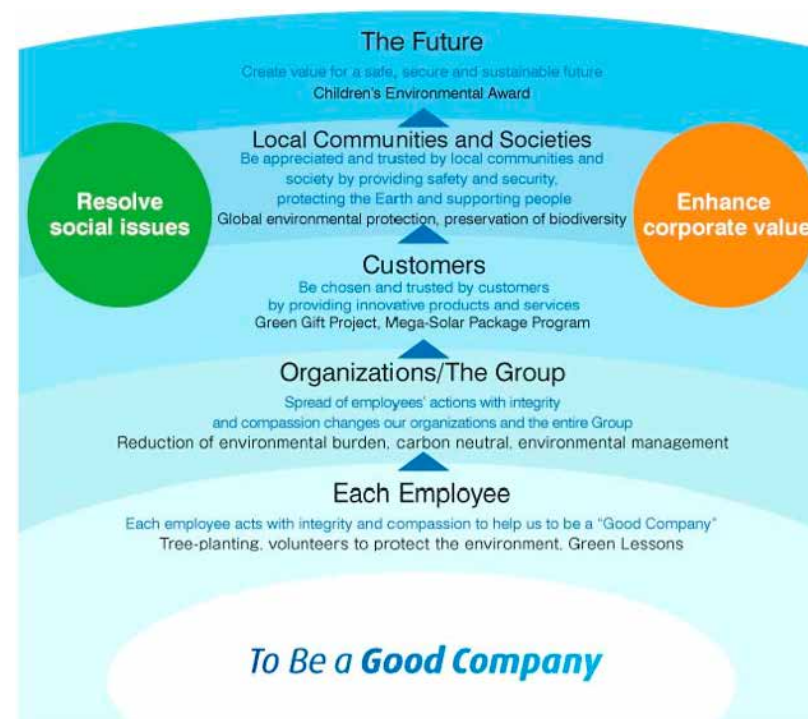 The Future
Create value for a safe, secure and sustainable future
Children's Environmental Award
Local Communities and Societies
Be appreciated and trusted by local communities and
society by providing safety and security,
protecting the Earth and supporting people
Global environmental protection, preservation of biodiversity
Resolve
social issues
Enhance
corporate value
Customers
Be chosen and trusted by customers
by providing innovative products and services
Green Gift Project, Mega-Solar Package Program
Organizations/The Group
Spread of employees' actions with integrity
and compassion changes our organizations and the entire Group
Reduction of environmental burden, carbon neutral, environmental management
Each Employee
Each employee acts with integrity and compassion to help us to be a "Good Company"
Tree-planting, volunteers to protect the environment, Green Lessons
To Be a Good Company